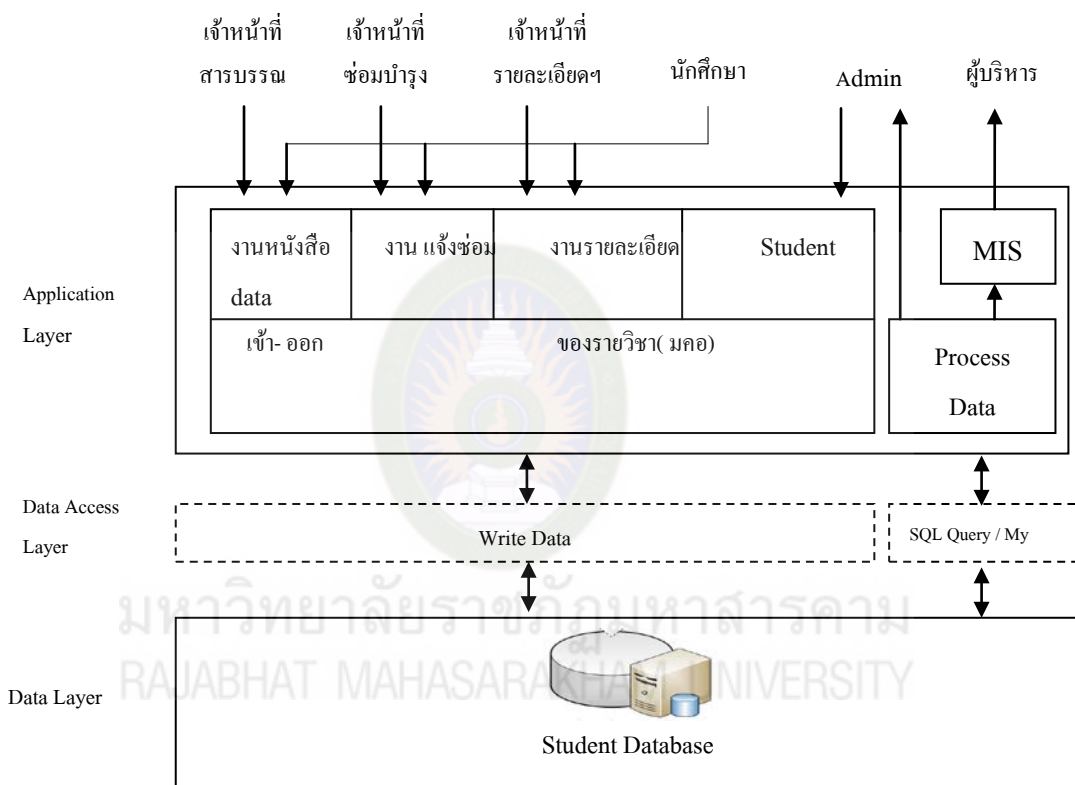 เจ้าหน้าที่
สารบรรณ
เจ้าหน้าที่
ซ่อมบำรุง
เจ้าหน้าที่
รายละเอียดฯ
นักศึกษา
Admin
ผู้บริหาร
Application
Layer
งานหนังสือ
data
งาน แจ้งซ่อม
งานรายละเอียด
Student
MIS
เข้า- ออก
ของรายวิชา( มคอ)
Process
Data
Data Access
Layer
Write Data
SQL Query / My
มหาวิทยาลัยราชภัฏมหาสารคาม
RAJABHAT MAHASARAKHAM UNIVERSITY
Data Layer
Student Database